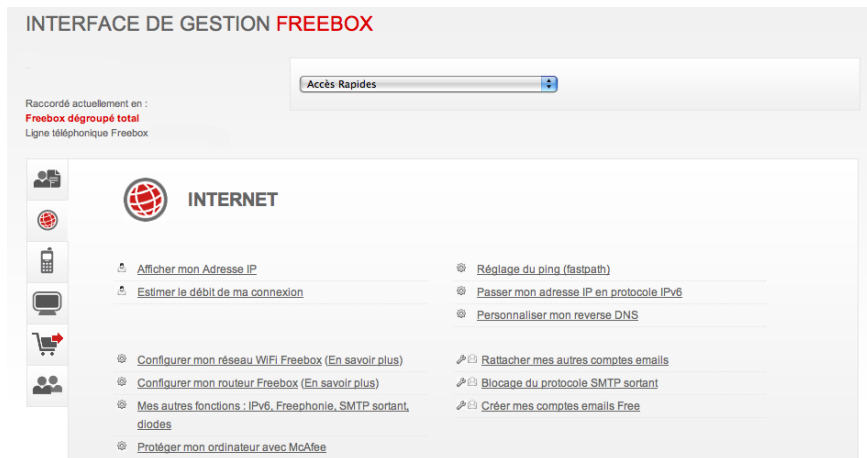 INTERFACE DE GESTION FREEBOX
Accès Rapides
Raccordé actuellement en :
Freebox dégroupé total
Ligne téléphonique Freebox
INTERNET
Afficher mon Adresse IP
Estimer le débit de ma connexion
Réglage du ping (fastpath)
Passer mon adresse IP en protocole IPv6
Personnaliser mon reverse DNS
Configurer mon réseau WiFi Freebox (En savoir plus)
Configurer mon routeur Freebox (En savoir plus)
Mes autres fonctions : IPv6, Freephonie, SMTP sortant,
diodes
Protéger mon ordinateur avec McAfee
Rattacher mes autres comptes emails
Blocage du protocole SMTP sortant
Créer mes comptes emails Free